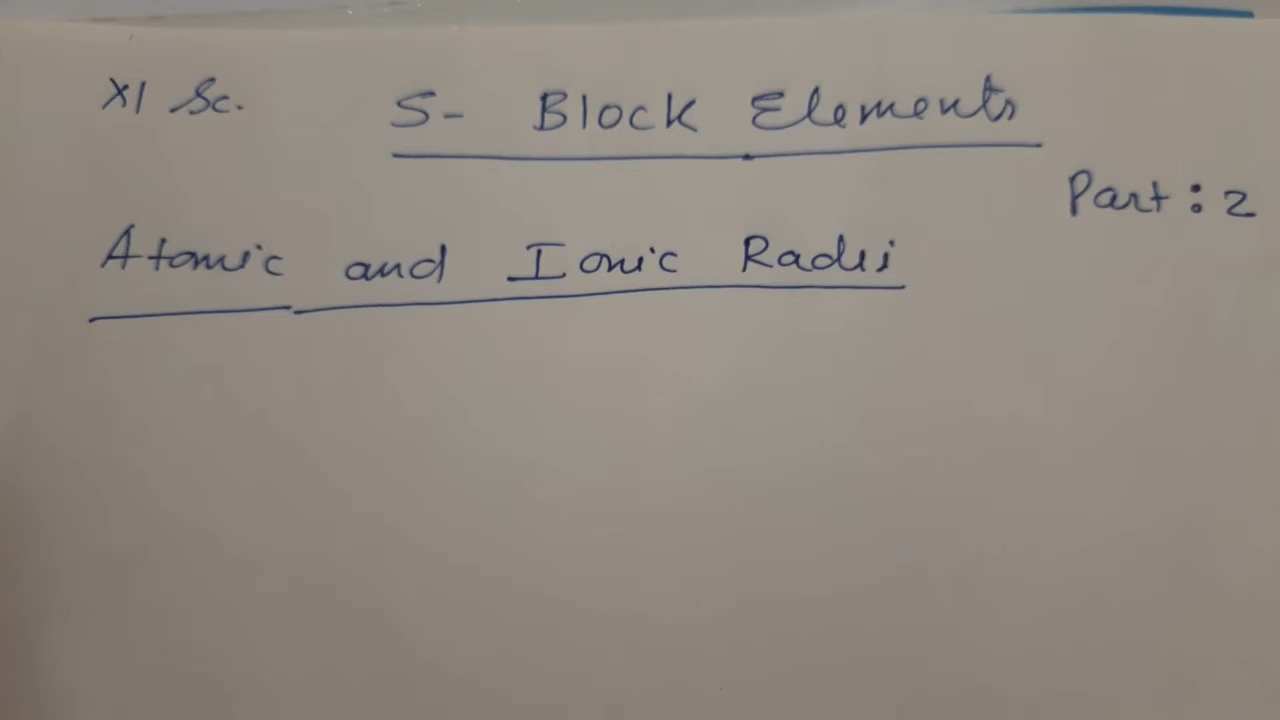 XI Sc. S- Block Elements
Part : 2
Atomic and Ionic Radii